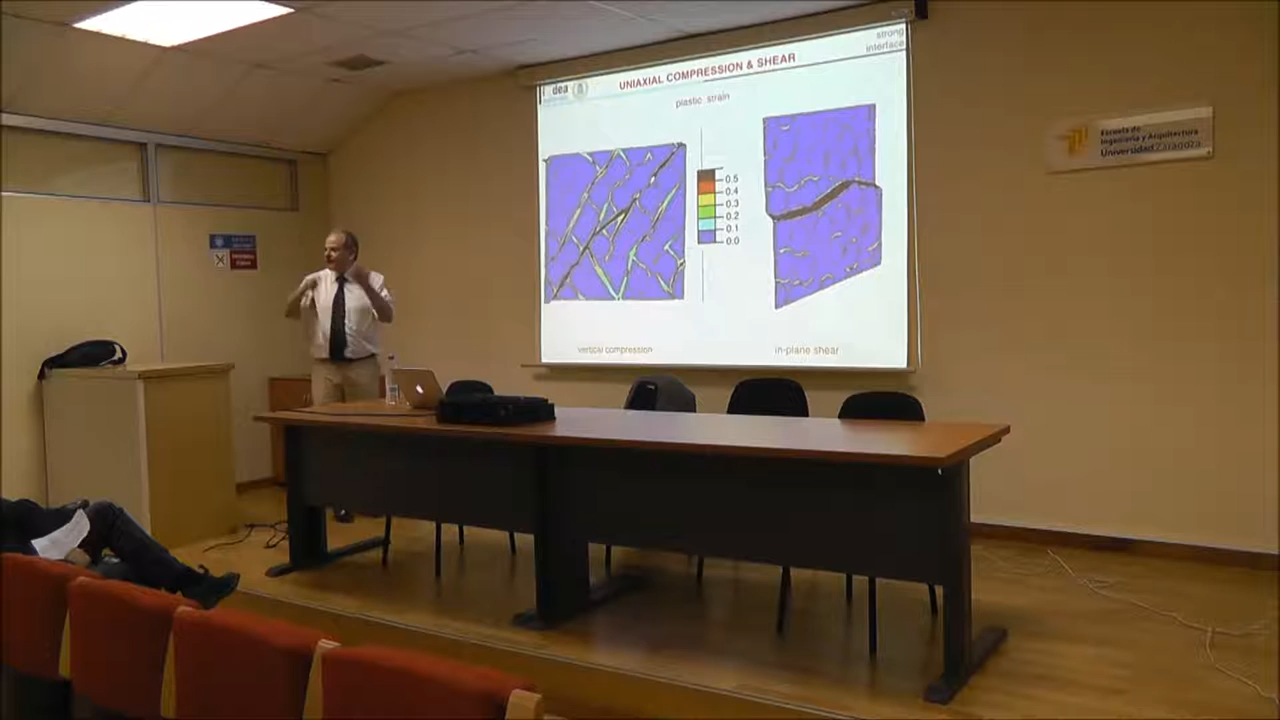 strong
interface
i dea
UNIAXIAL COMPRESSION & SHEAR
plastic strain
0.5
0.4
0.3
0.2
0.1
0.0
vertical compression
in-plane shear
Escuela de
Ingeniería y Arquitectura
Universidad Zaragoza